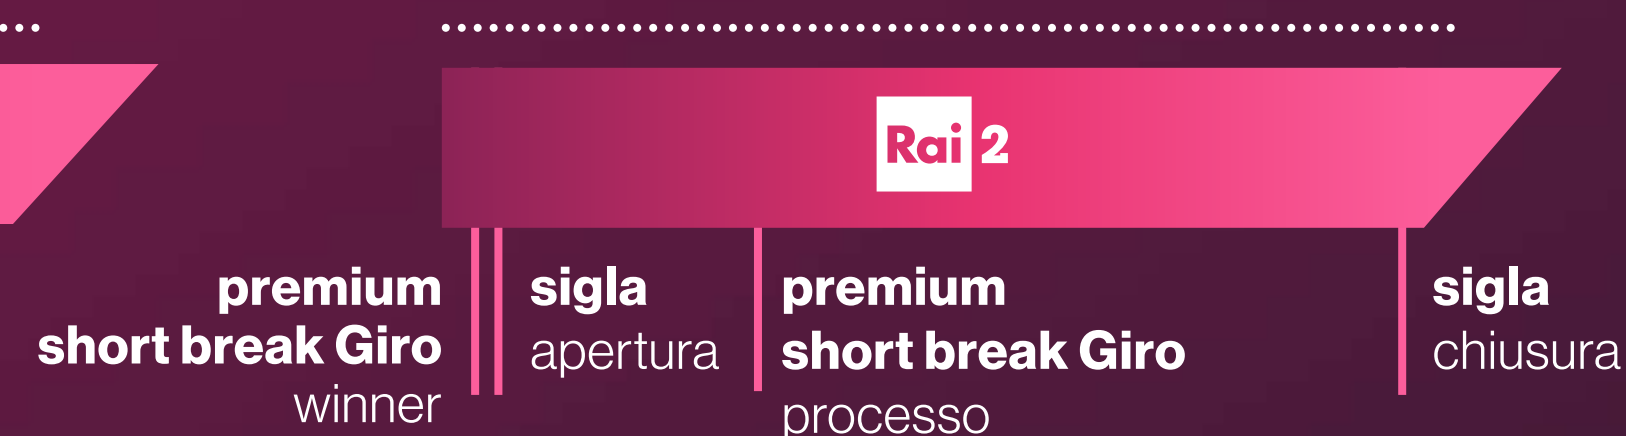 Rai 2
premium
short break Giro
winner
sigla
apertura
premium
short break Giro
processo
sigla
chiusura